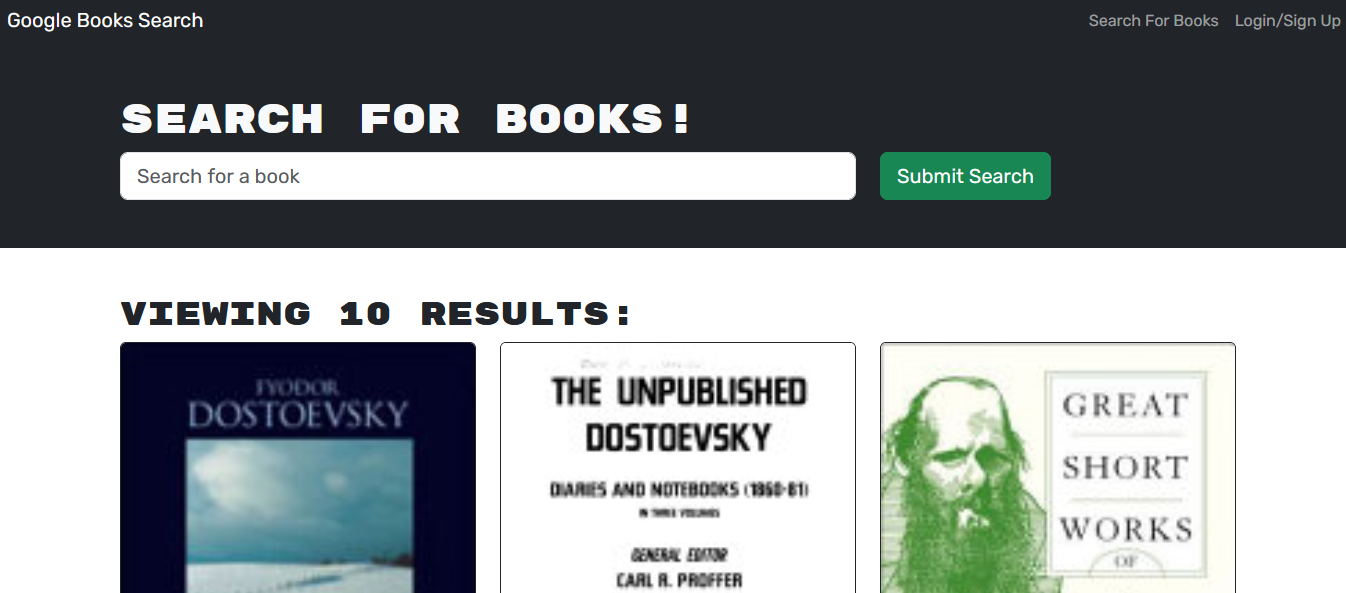 Google Books Search
Search For Books
Login/Sign Up
SEARCH FOR BOOKS!
Search for a book
Submit Search
VIEWING 10 RESULTS:
FYODOR
DOSTOEVSKY
THE UNPUBLISHED
DOSTOEVSKY
DIARIES AND NOTEBOOKS (1860-81)
IN THREE VOLUMES
GENERAL EDITOR
CARL R. PROFFER
GREAT
SHORT
WORKS
OF